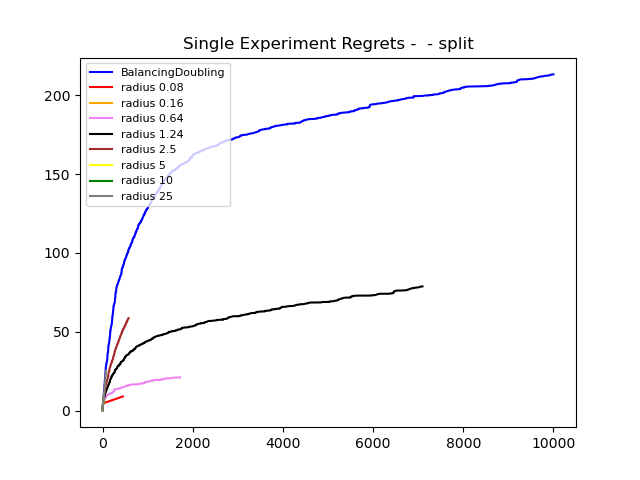 Single Experiment Regrets -  - split
BalancingDoubling
radius 0.08
radius 0.16
radius 0.64
radius 1.24
radius 2.5
radius 5
radius 10
radius 25
200
150
100
50
0
0 2000 4000 6000 8000 10000